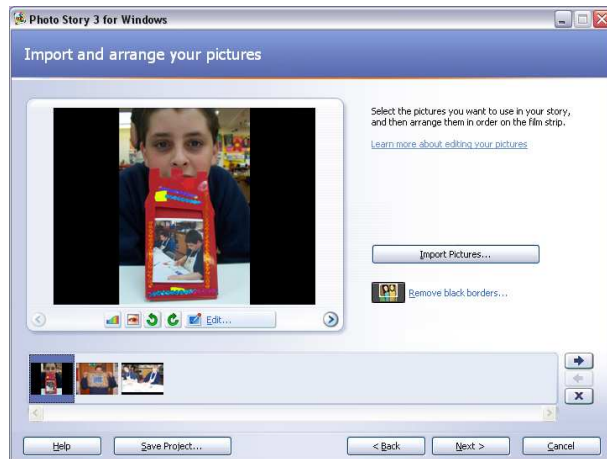 Photo Story 3 for Windows
Import and arrange your pictures
Select the pictures you want to use in your story,
and then arrange them in order on the film strip.
Learn more about editing your pictures
Import Pictures...
Remove black borders...
Edit...
Help
Save Project...
< Back
Next >
Cancel